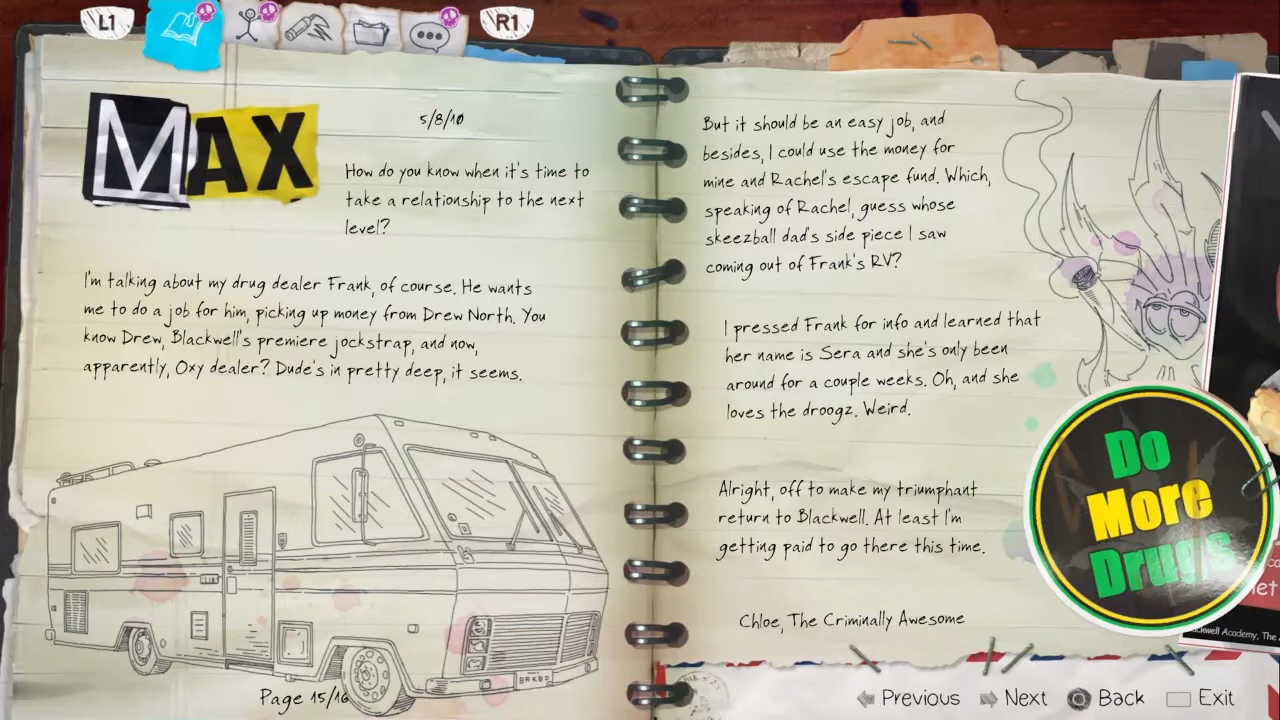 L1
R1
MAX
5/8/10
How do you know when it's time to
take a relationship to the next
level?
I'm talking about my drug dealer Frank, of course. He wants
me to do a job for him, picking up money from Drew North. You
know Drew, Blackwell's premiere jockstrap, and now,
apparently, Oxy dealer? Dude's in pretty deep, it seems.
BRKBD
Page 15/16
But it should be an easy job, and
besides, I could use the money for
mine and Rachel's escape fund. Which,
speaking of Rachel, guess whose
skeezball dad's side piece I saw
coming out of Frank's RV?
I pressed Frank for info and learned that
her name is Sera and she's only been
around for a couple weeks. Oh, and she
loves the droogz. Weird.
Alright, off to make my triumphant
return to Blackwell. At least I'm
getting paid to go there this time.
Chloe, The Criminally Awesome
Do
More
Drugs
Academy, The
Previous Next Back Exit